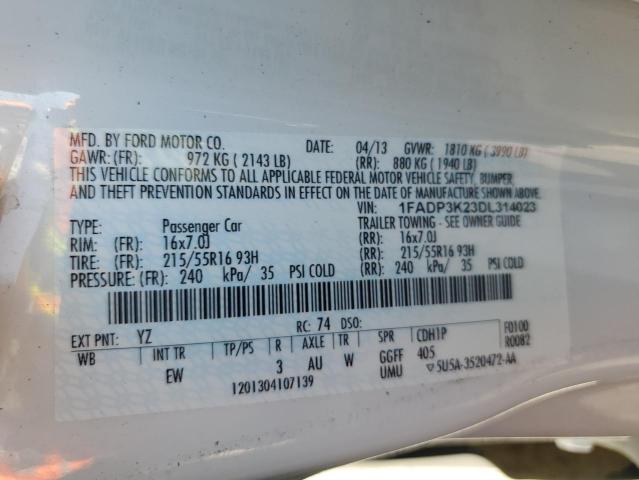 MFD. BY FORD MOTOR CO. DATE: 04/13 GVWR: 1810 KG ( 3990 LB)
GAWR: (FR): 972 KG ( 2143 LB) (RR): 880 KG ( 1940 LB)
THIS VEHICLE CONFORMS TO ALL APPLICABLE FEDERAL MOTOR VEHICLE SAFETY, BUMPER,
AND THEFT PREVENTION STANDARDS IN EFFECT ON THE DATE OF MANUFACTURE SHOWN ABOVE.
VIN: 1FADP3K23DL314023
TYPE: Passenger Car TRAILER TOWING - SEE OWNER GUIDE
RIM: (FR): 16x7.0J (RR): 16x7.0J
TIRE: (FR): 215/55R16 93H (RR): 215/55R16 93H
PRESSURE: (FR): 240 kPa/ 35 PSI COLD (RR): 240 kPa/ 35 PSI COLD
EXT PNT: YZ RC: 74 DSO:
WB INT TR TP/PS R AXLE TR SPR CDH1P F0100
EW 3 AU W GGFF 405 R0082
UMU ▽5U5A-3520472-AA
1201304107139